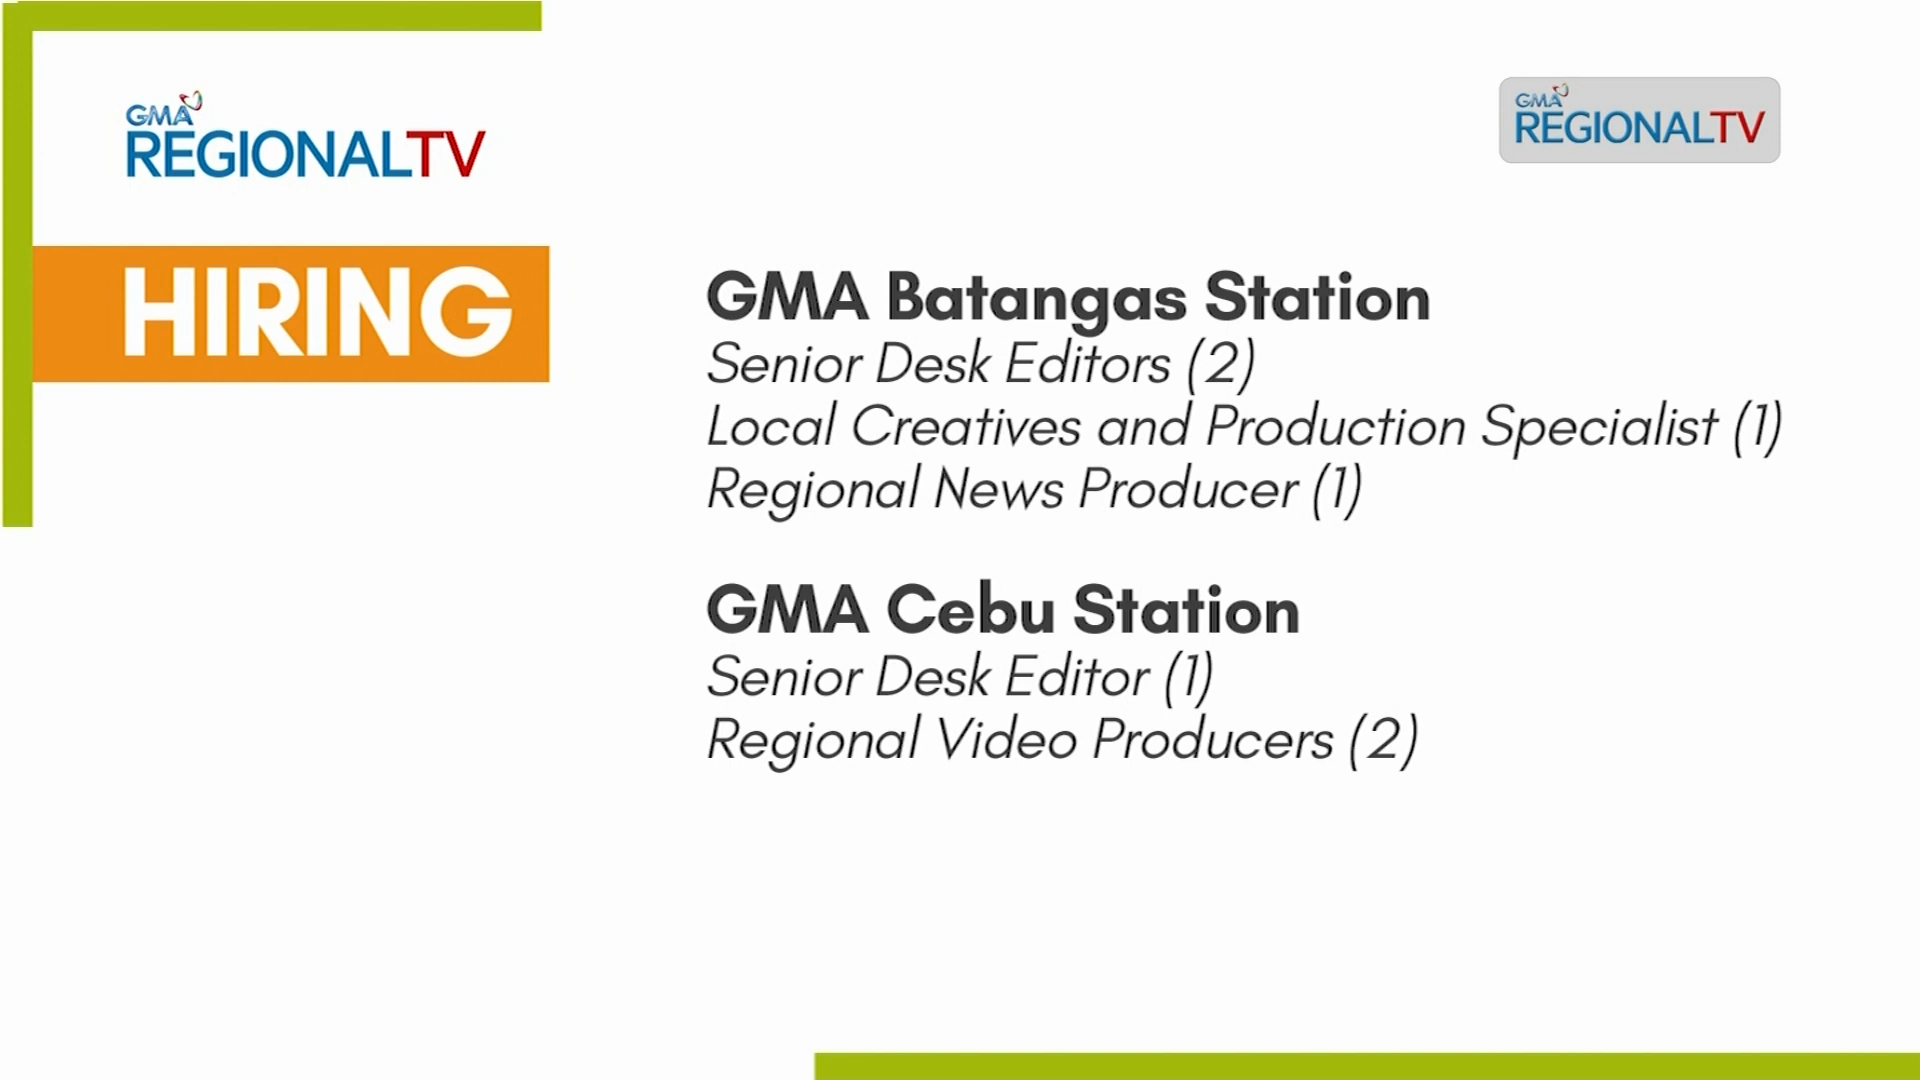 GMA
REGIONALTV
GMA
REGIONALTV
HIRING
GMA Batangas Station
Senior Desk Editors (2)
Local Creatives and Production Specialist (1)
Regional News Producer (1)
GMA Cebu Station
Senior Desk Editor (1)
Regional Video Producers (2)